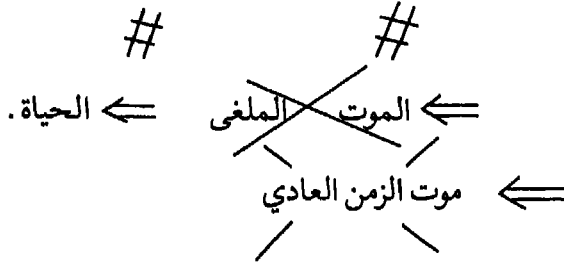 # #
⇐ الموت الملغى ⇐ الحياة.
⇐ موت الزمن العادي